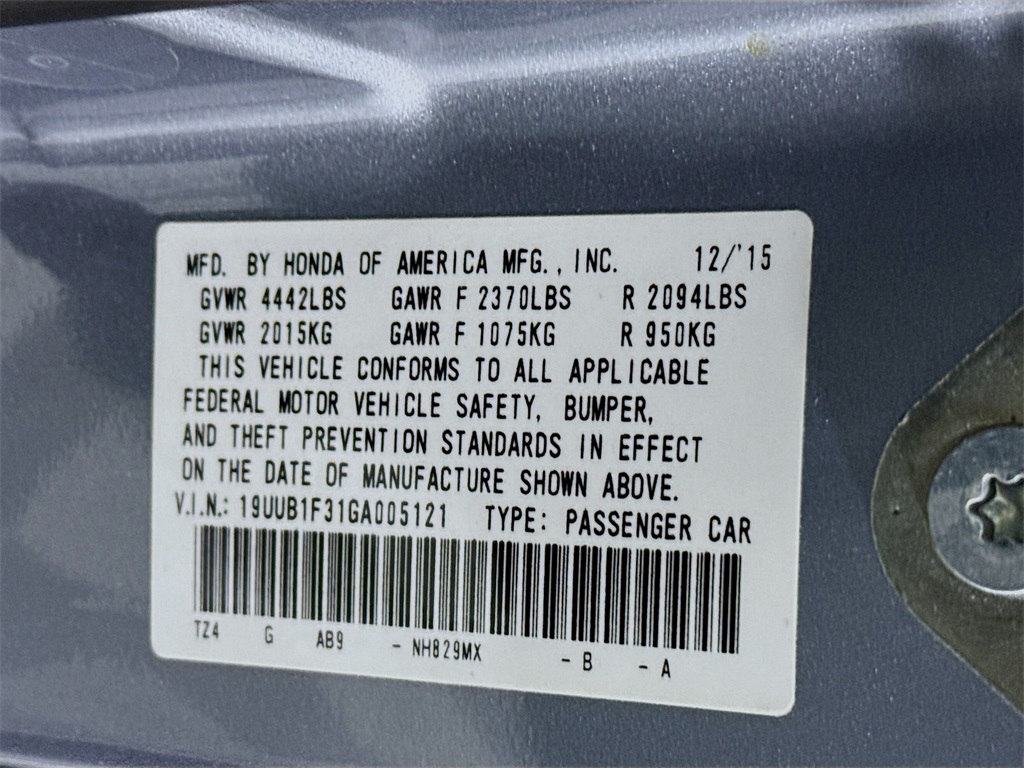 MFD. BY HONDA OF AMERICA MFG., INC. 12/'15
GVWR 4442LBS GAWR F 2370LBS R 2094LBS
GVWR 2015KG GAWR F 1075KG R 950KG
THIS VEHICLE CONFORMS TO ALL APPLICABLE
FEDERAL MOTOR VEHICLE SAFETY, BUMPER,
AND THEFT PREVENTION STANDARDS IN EFFECT
ON THE DATE OF MANUFACTURE SHOWN ABOVE.
V.I.N.: 19UUB1F31GA005121 TYPE: PASSENGER CAR
TZ4 G AB9 - NH829MX - B - A